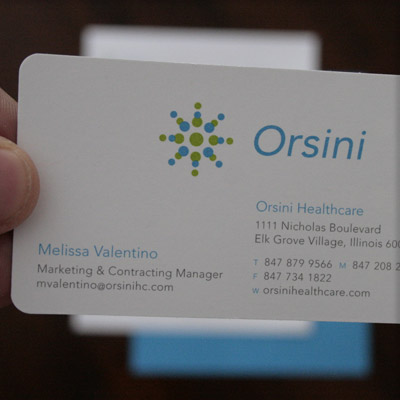 Orsini
Orsini Healthcare
1111 Nicholas Boulevard
Elk Grove Village, Illinois
T 847 879 9566 M 847 208
F 847 734 1822
w. orsinihealthcare.com
Melissa Valentino
Marketing & Contracting Manager
mvalentino@orsinihc.com